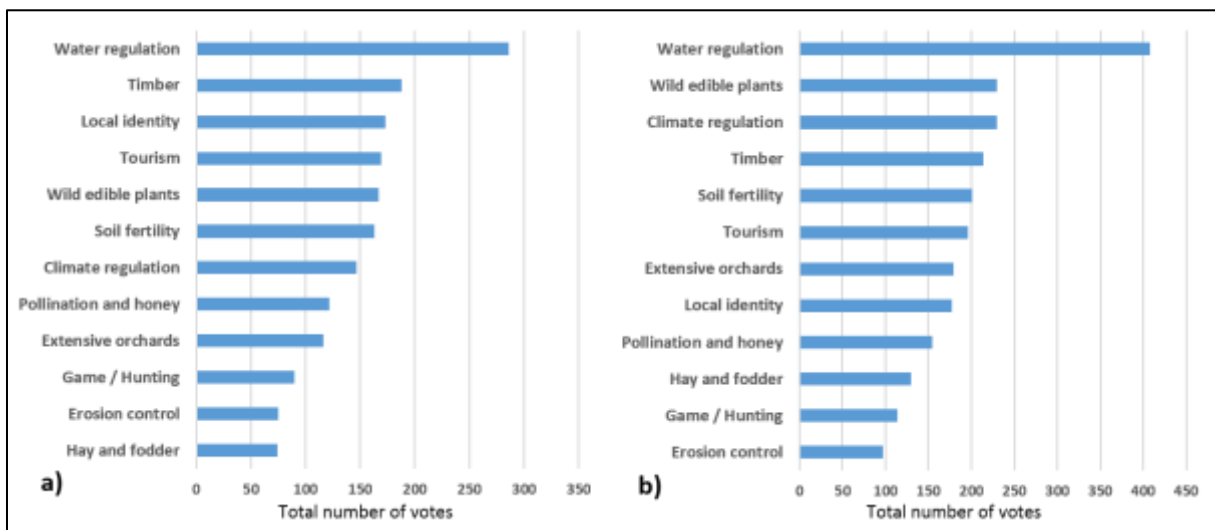 Water regulation
Timber
Local identity
Tourism
Wild edible plants
Soil fertility
Climate regulation
Pollination and honey
Extensive orchards
Game / Hunting
Erosion control
Hay and fodder
a)
0 50 100 150 200 250 300 350
Total number of votes
Water regulation
Wild edible plants
Climate regulation
Timber
Soil fertility
Tourism
Extensive orchards
Local identity
Pollination and honey
Hay and fodder
Game / Hunting
Erosion control
b)
0 50 100 150 200 250 300 350 400 450
Total number of votes